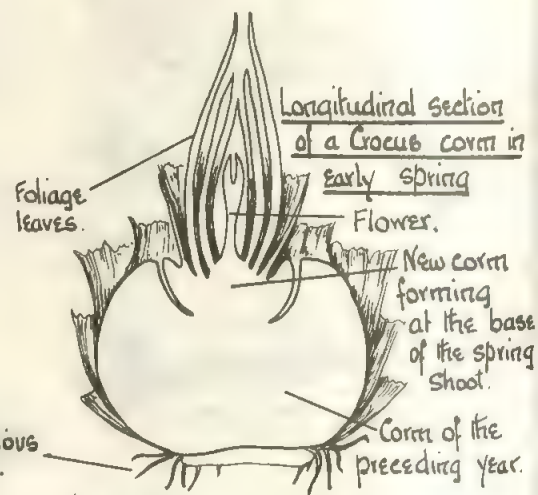 Longitudinal section
of a Crocus corm in
early spring
Foliage
leaves.
Flower.
New corm
forming
at the base
of the spring
shoot.
Corm of the
preceding year.